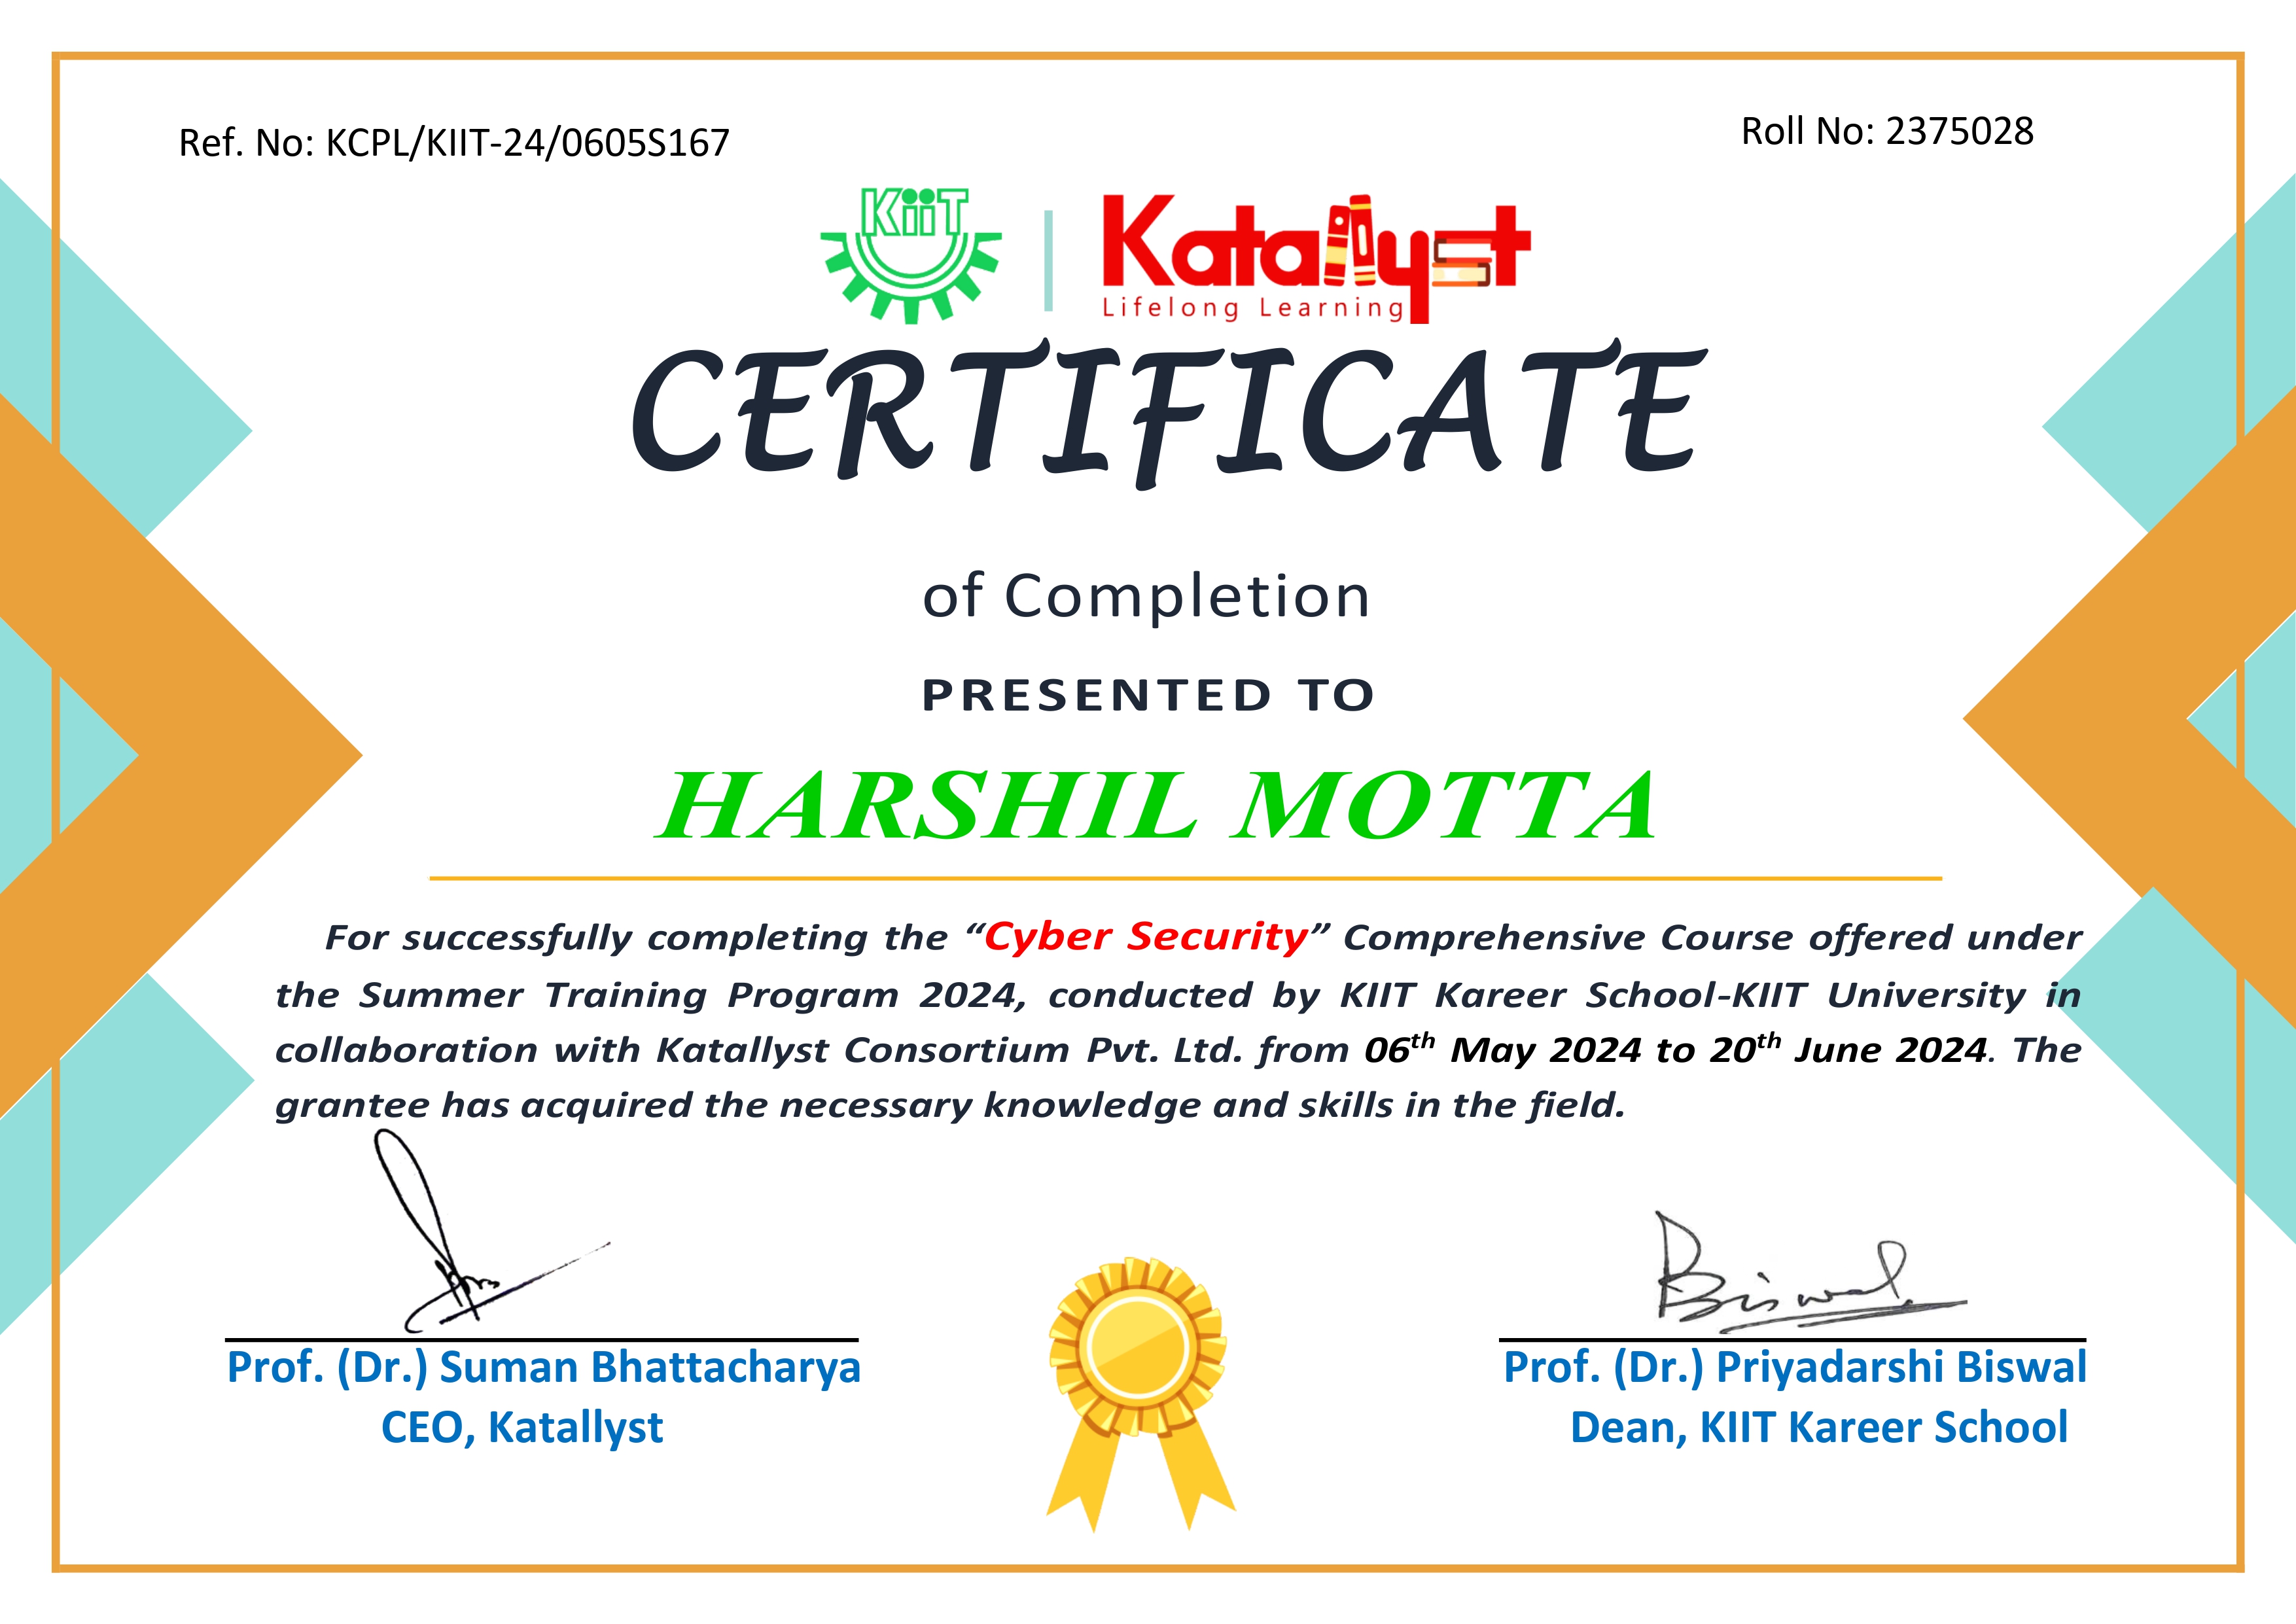 Ref. No: KCPL/KIIT-24/0605S167
Roll No: 2375028
KiiT
Katallyst
Lifelong Learning
CERTIFICATE
of Completion
PRESENTED TO
HARSHIL MOTTA
For successfully completing the “Cyber Security” Comprehensive Course offered under
the Summer Training Program 2024, conducted by KIIT Kareer School-KIIT University in
collaboration with Katallyst Consortium Pvt. Ltd. from 06th May 2024 to 20th June 2024. The
grantee has acquired the necessary knowledge and skills in the field.
Biswal
Prof. (Dr.) Suman Bhattacharya
CEO, Katallyst
Prof. (Dr.) Priyadarshi Biswal
Dean, KIIT Kareer School